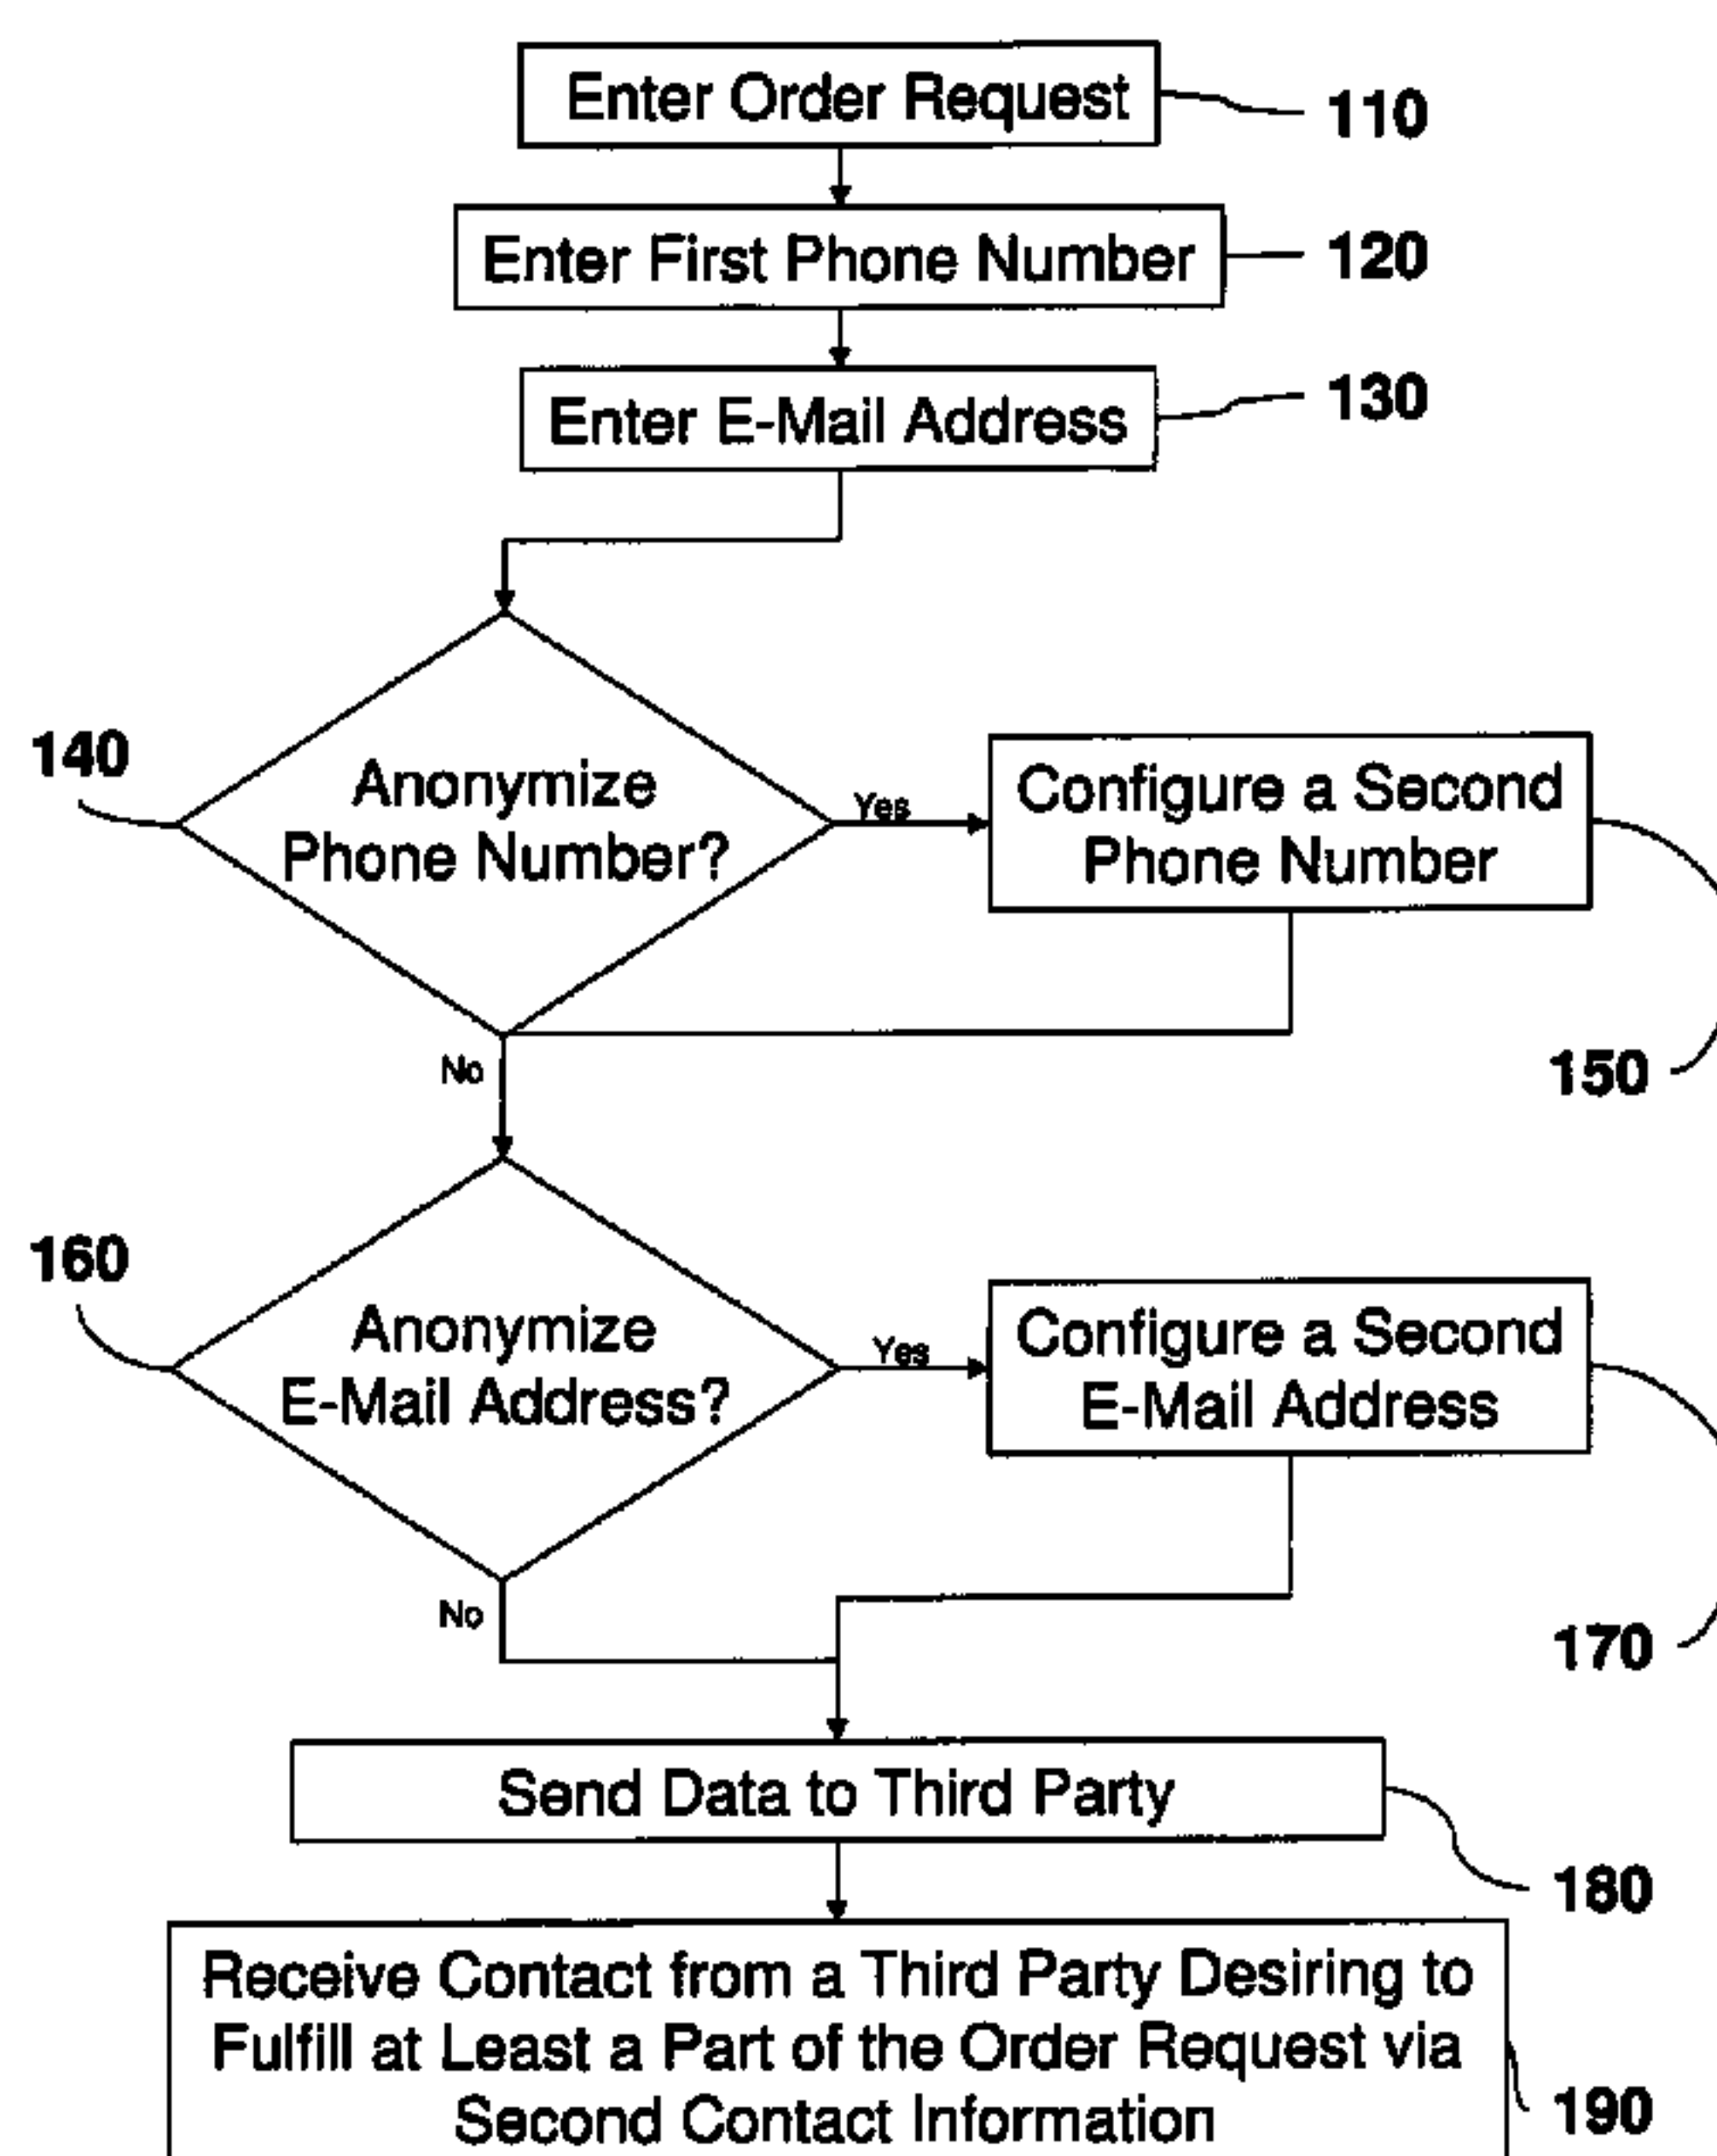 Enter Order Request
110
Enter First Phone Number
120
Enter E-Mail Address
130
140
Anonymize
Phone Number?
Yes
Configure a Second
Phone Number
No
150
160
Anonymize
E-Mail Address?
Yes
Configure a Second
E-Mail Address
No
170
Send Data to Third Party
180
Receive Contact from a Third Party Desiring to
Fulfill at Least a Part of the Order Request via
Second Contact Information
190